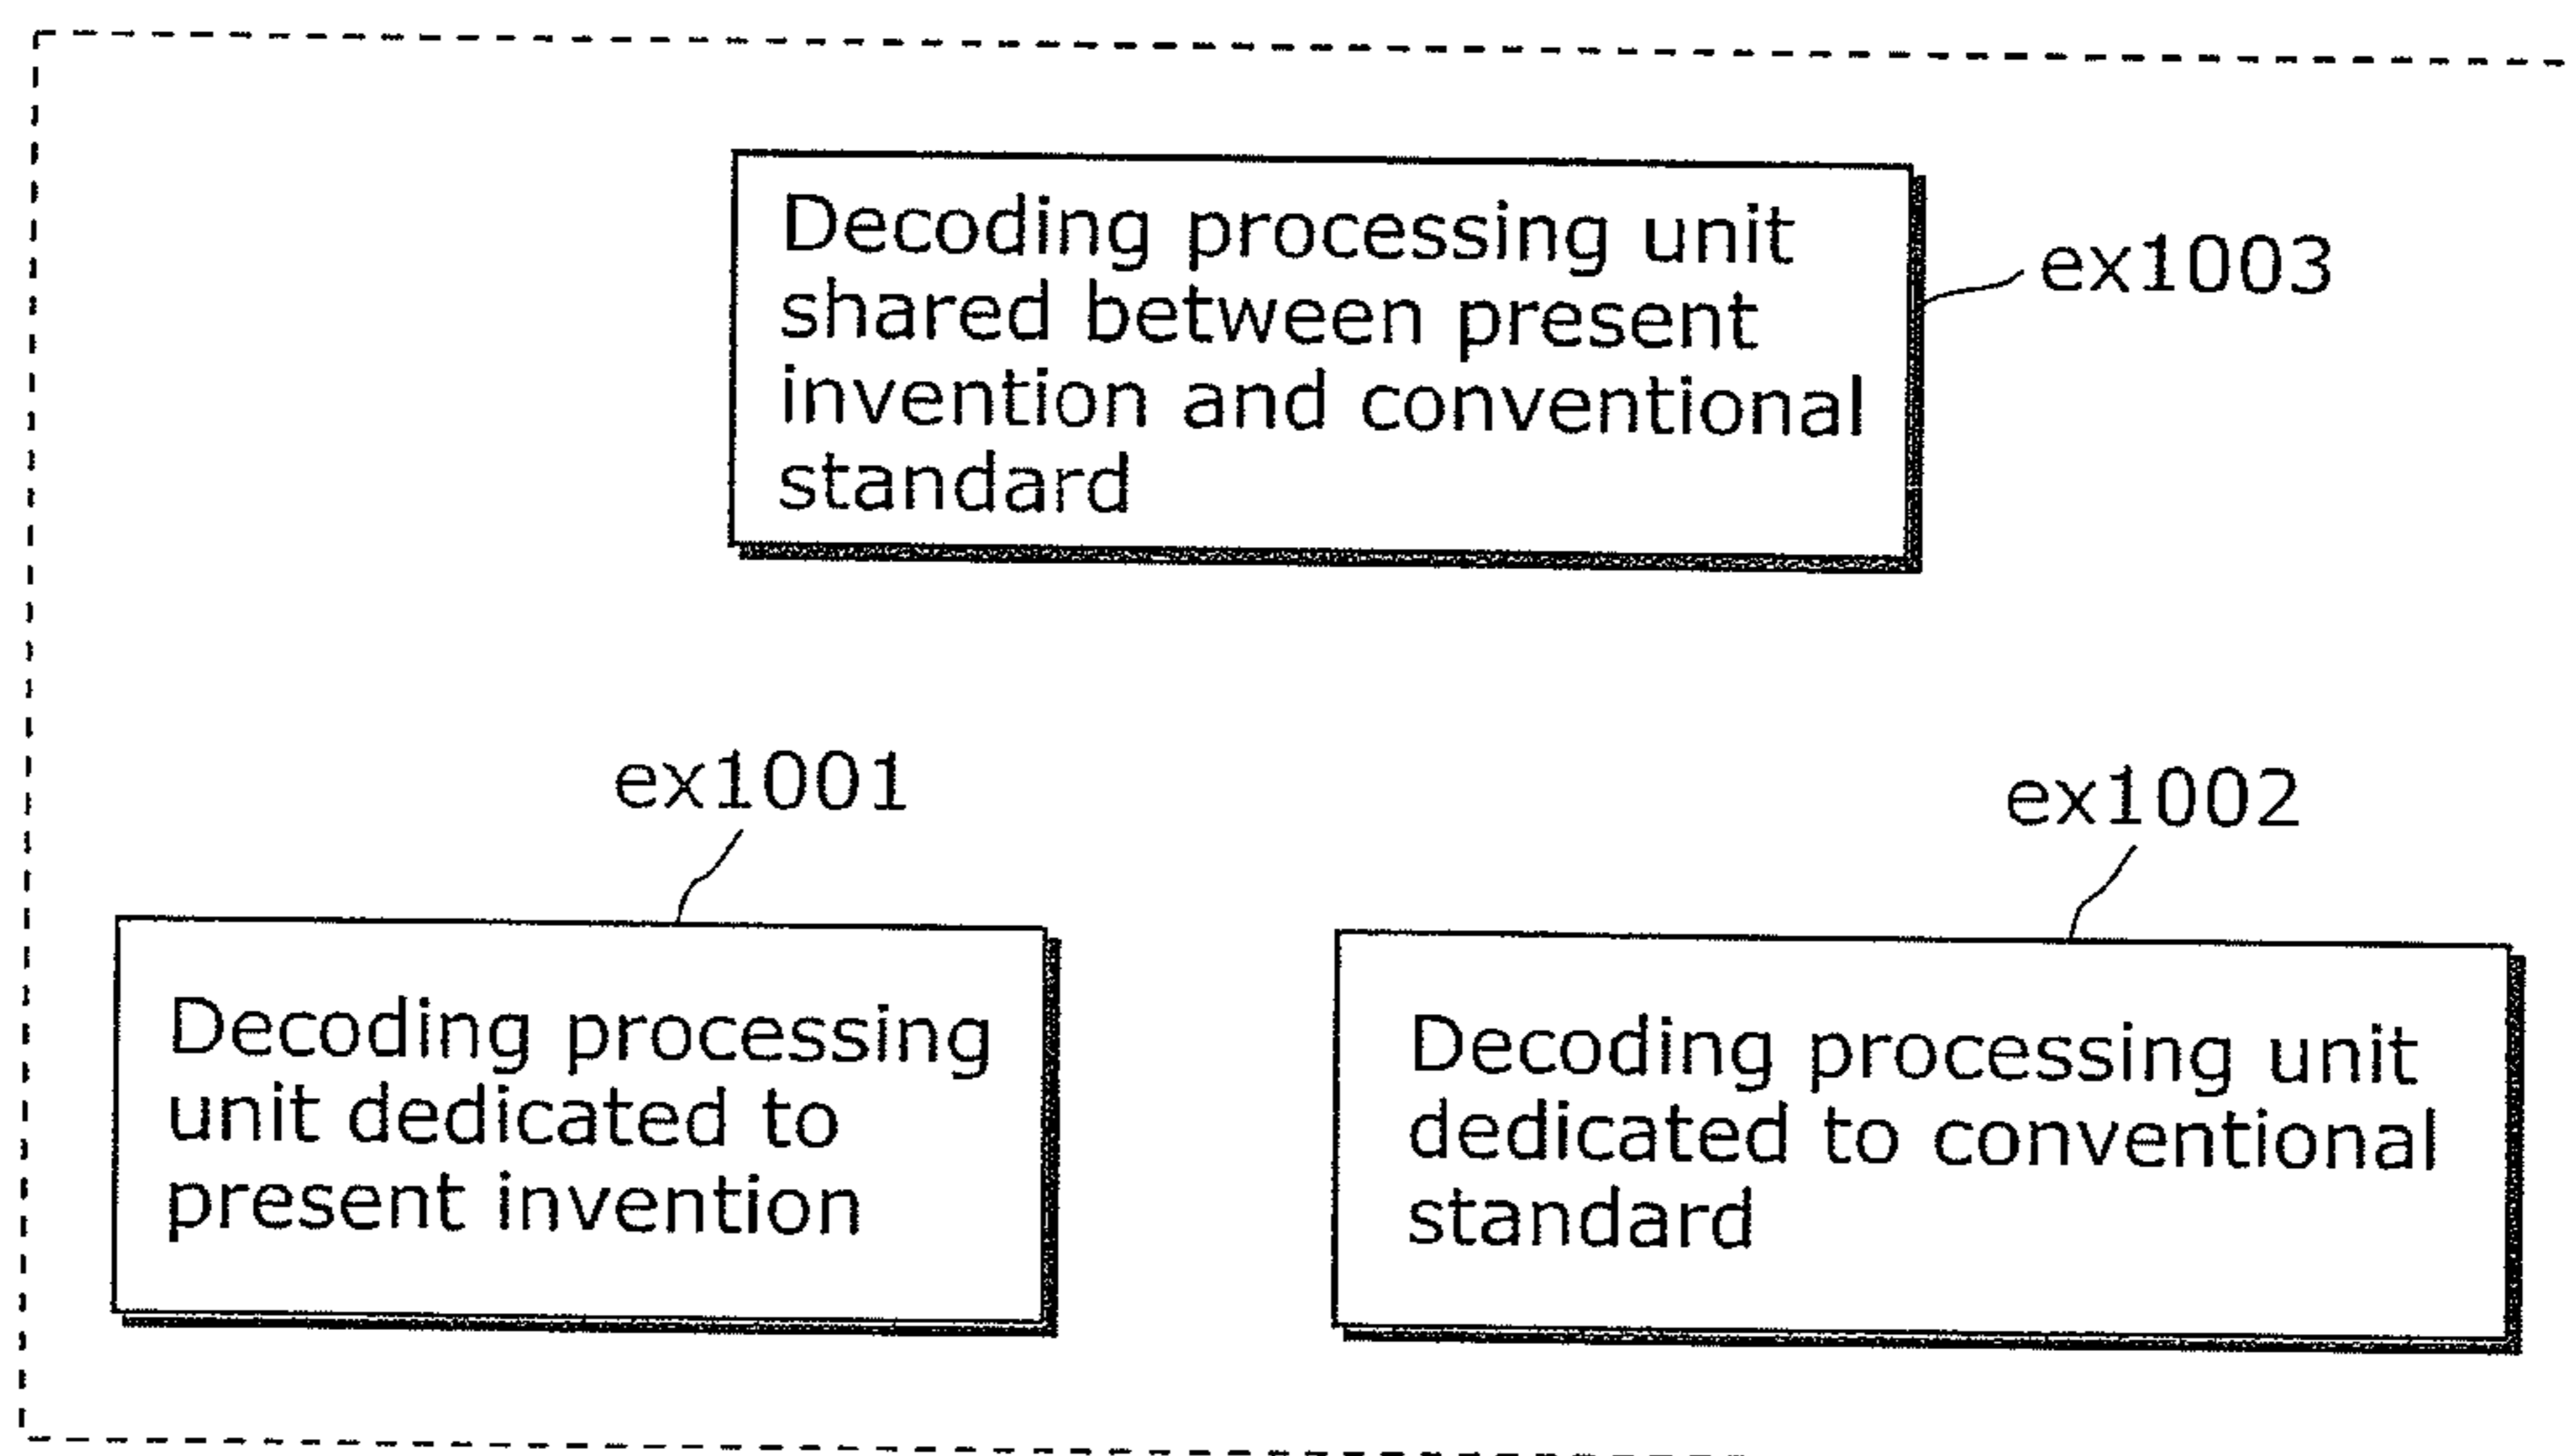 Decoding processing unit
shared between present
invention and conventional
standard
ex1003
ex1001
ex1002
Decoding processing
unit dedicated to
present invention
Decoding processing unit
dedicated to conventional
standard